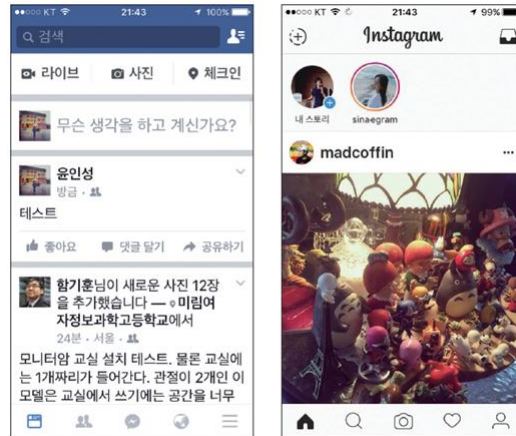 KT 21:43 100%
검색
라이브 사진 체크인
무슨 생각을 하고 계신가요?
윤인성
방금 ·
테스트
좋아요 댓글 달기 공유하기
함기훈님이 새로운 사진 12장
을 추가했습니다 — 미림여
자정보과학고등학교에서
24분 · 서울 ·
모니터암 교실 설치 테스트. 물론 교실에
는 1개짜리가 들어간다. 관절이 2개인 이
모델은 교실에서 쓰기에는 공간을 너무
KT 21:43 99%
Instagram
내 스토리 sinaegram
madcoffin